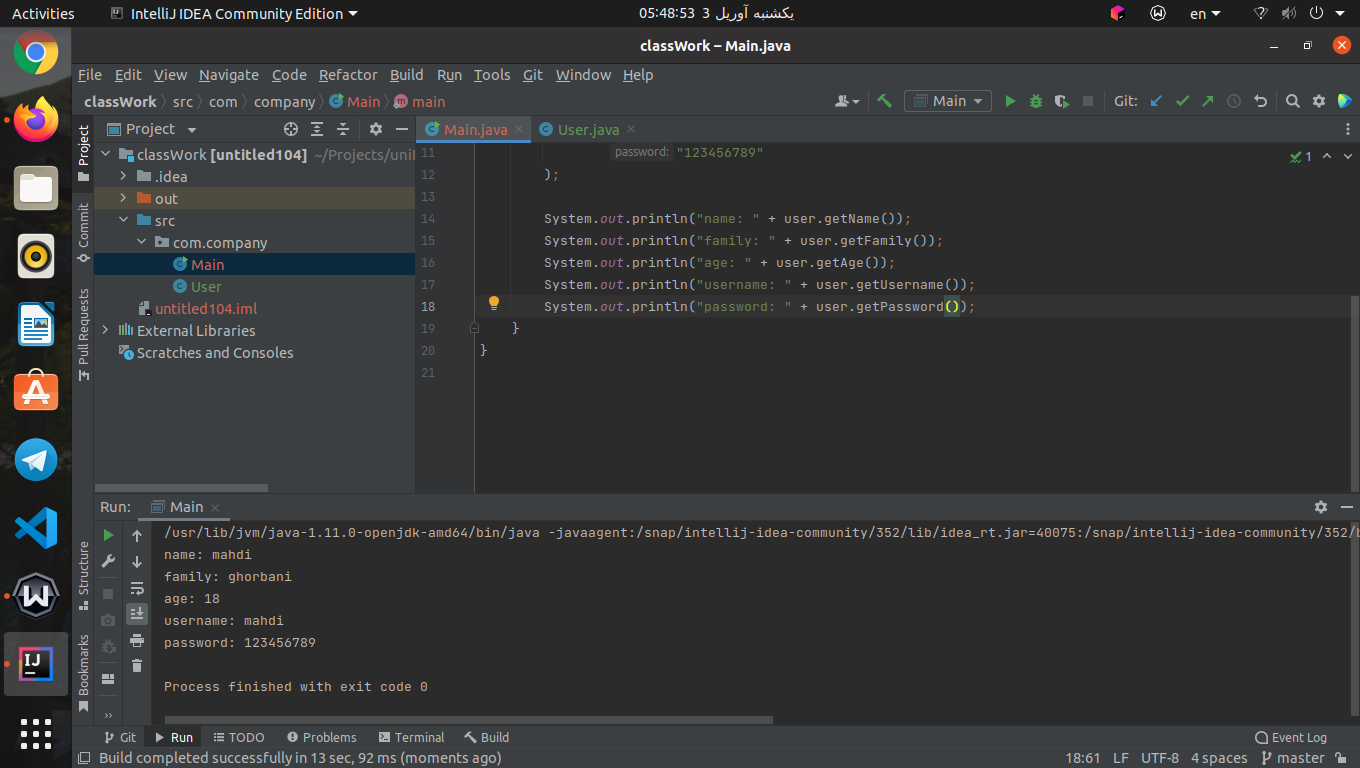 Activities IntelliJ IDEA Community Edition 05:48:53 3 یکشنبه آوریل en
classWork – Main.java
File Edit View Navigate Code Refactor Build Run Tools Git Window Help
classWork src com company Main main Main Git:
Project Main.java User.java
classWork [untitled104] ~/Projects/uni
.idea
out
src
com.company
Main
User
untitled104.iml
External Libraries
Scratches and Consoles
Project
Commit
Pull Requests
Structure
Bookmarks
11 password: "123456789"
12 );
13
14 System.out.println("name: " + user.getName());
15 System.out.println("family: " + user.getFamily());
16 System.out.println("age: " + user.getAge());
17 System.out.println("username: " + user.getUsername());
18 System.out.println("password: " + user.getPassword());
19 }
20 }
21
1
Run: Main
/usr/lib/jvm/java-1.11.0-openjdk-amd64/bin/java -javaagent:/snap/intellij-idea-community/352/lib/idea_rt.jar=40075:/snap/intellij-idea-community/352/b
name: mahdi
family: ghorbani
age: 18
username: mahdi
password: 123456789
Process finished with exit code 0
Git Run TODO Problems Terminal Build Event Log
Build completed successfully in 13 sec, 92 ms (moments ago) 18:61 LF UTF-8 4 spaces master